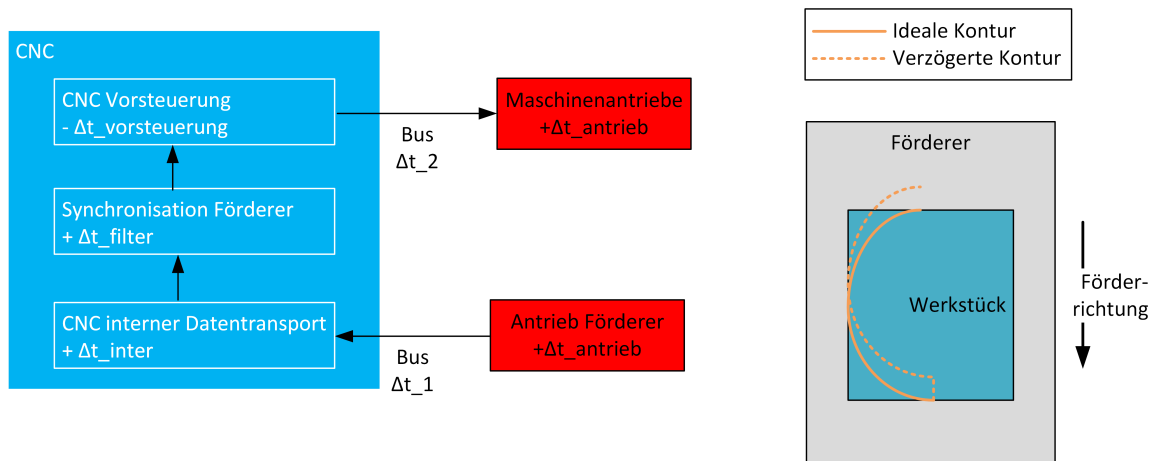 CNC
CNC Vorsteuerung
- Δt_vorsteuerung
Synchronisation Förderer
+ Δt_filter
CNC interner Datentransport
+ Δt_inter
Bus
Δt_2
Bus
Δt_1
Maschinenantriebe
+Δt_antrieb
Antrieb Förderer
+Δt_antrieb
Ideale Kontur
Verzögerte Kontur
Förderer
Werkstück
Förder-
richtung